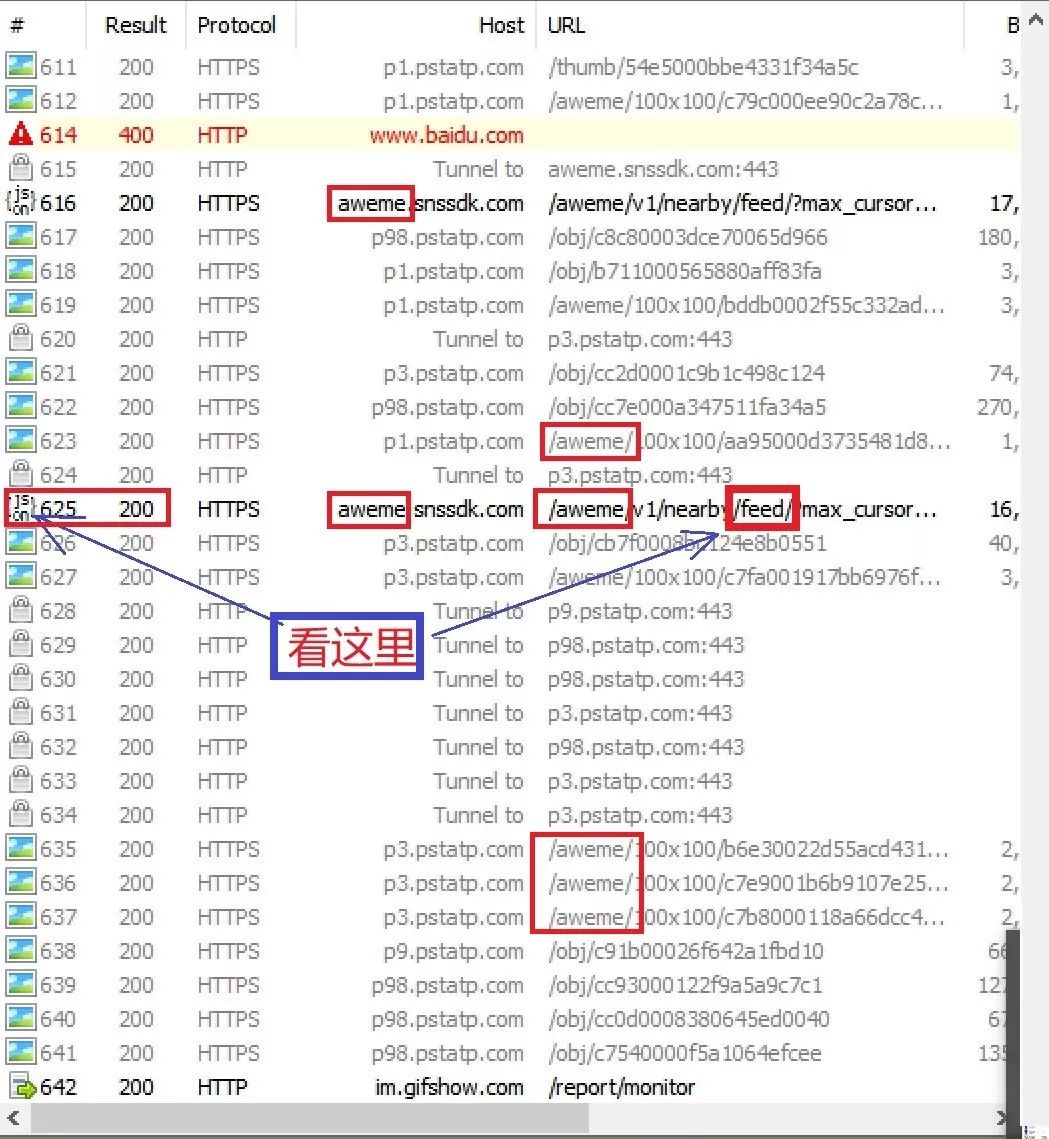 # Result Protocol Host URL B
611 200 HTTPS p1.pstatp.com /thumb/54e5000bbe4331f34a5c 3,
612 200 HTTPS p1.pstatp.com /aweme/100x100/c79c000ee90c2a78c... 1,
614 400 HTTP www.baidu.com
615 200 HTTP Tunnel to aweme.snssdk.com:443
616 200 HTTPS aweme.snssdk.com /aweme/v1/nearby/feed/?max_cursor... 17,
617 200 HTTPS p98.pstatp.com /obj/c8c80003dce70065d966 180,
618 200 HTTPS p1.pstatp.com /obj/b711000565880aff83fa 3,
619 200 HTTPS p1.pstatp.com /aweme/100x100/bddb0002f55c332ad... 3,
620 200 HTTP Tunnel to p3.pstatp.com:443
621 200 HTTPS p3.pstatp.com /obj/cc2d0001c9b1c498c124 74,
622 200 HTTPS p98.pstatp.com /obj/cc7e000a347511fa34a5 270,
623 200 HTTPS p1.pstatp.com /aweme/100x100/aa95000d3735481d8... 1,
624 200 HTTP Tunnel to p3.pstatp.com:443
625 200 HTTPS aweme.snssdk.com /aweme/v1/nearby/feed/?max_cursor... 16,
626 200 HTTPS p3.pstatp.com 40,
627 200 HTTPS p3.pstatp.com /aweme/100x100/c7fa001917bb6976f... 3,
628 200 HTTP Tunnel to p9.pstatp.com:443
看这里
629 200 HTTP Tunnel to p98.pstatp.com:443
630 200 HTTP Tunnel to p98.pstatp.com:443
631 200 HTTP Tunnel to p3.pstatp.com:443
632 200 HTTP Tunnel to p98.pstatp.com:443
633 200 HTTP Tunnel to p3.pstatp.com:443
634 200 HTTP Tunnel to p3.pstatp.com:443
635 200 HTTPS p3.pstatp.com /aweme/100x100/b6e30022d55acd431... 2,
636 200 HTTPS p3.pstatp.com /aweme/100x100/c7e9001b6b9107e25... 2,
637 200 HTTPS p3.pstatp.com /aweme/100x100/c7b8000118a66dcc4... 2,
638 200 HTTPS p9.pstatp.com /obj/c91b00026f642a1fbd10 66
639 200 HTTPS p98.pstatp.com /obj/cc93000122f9a5a9c7c1 127
640 200 HTTPS p98.pstatp.com /obj/cc0d0008380645ed0040 67
641 200 HTTPS p98.pstatp.com /obj/c7540000f5a1064efcee 135
642 200 HTTP im.gifshow.com /report/monitor